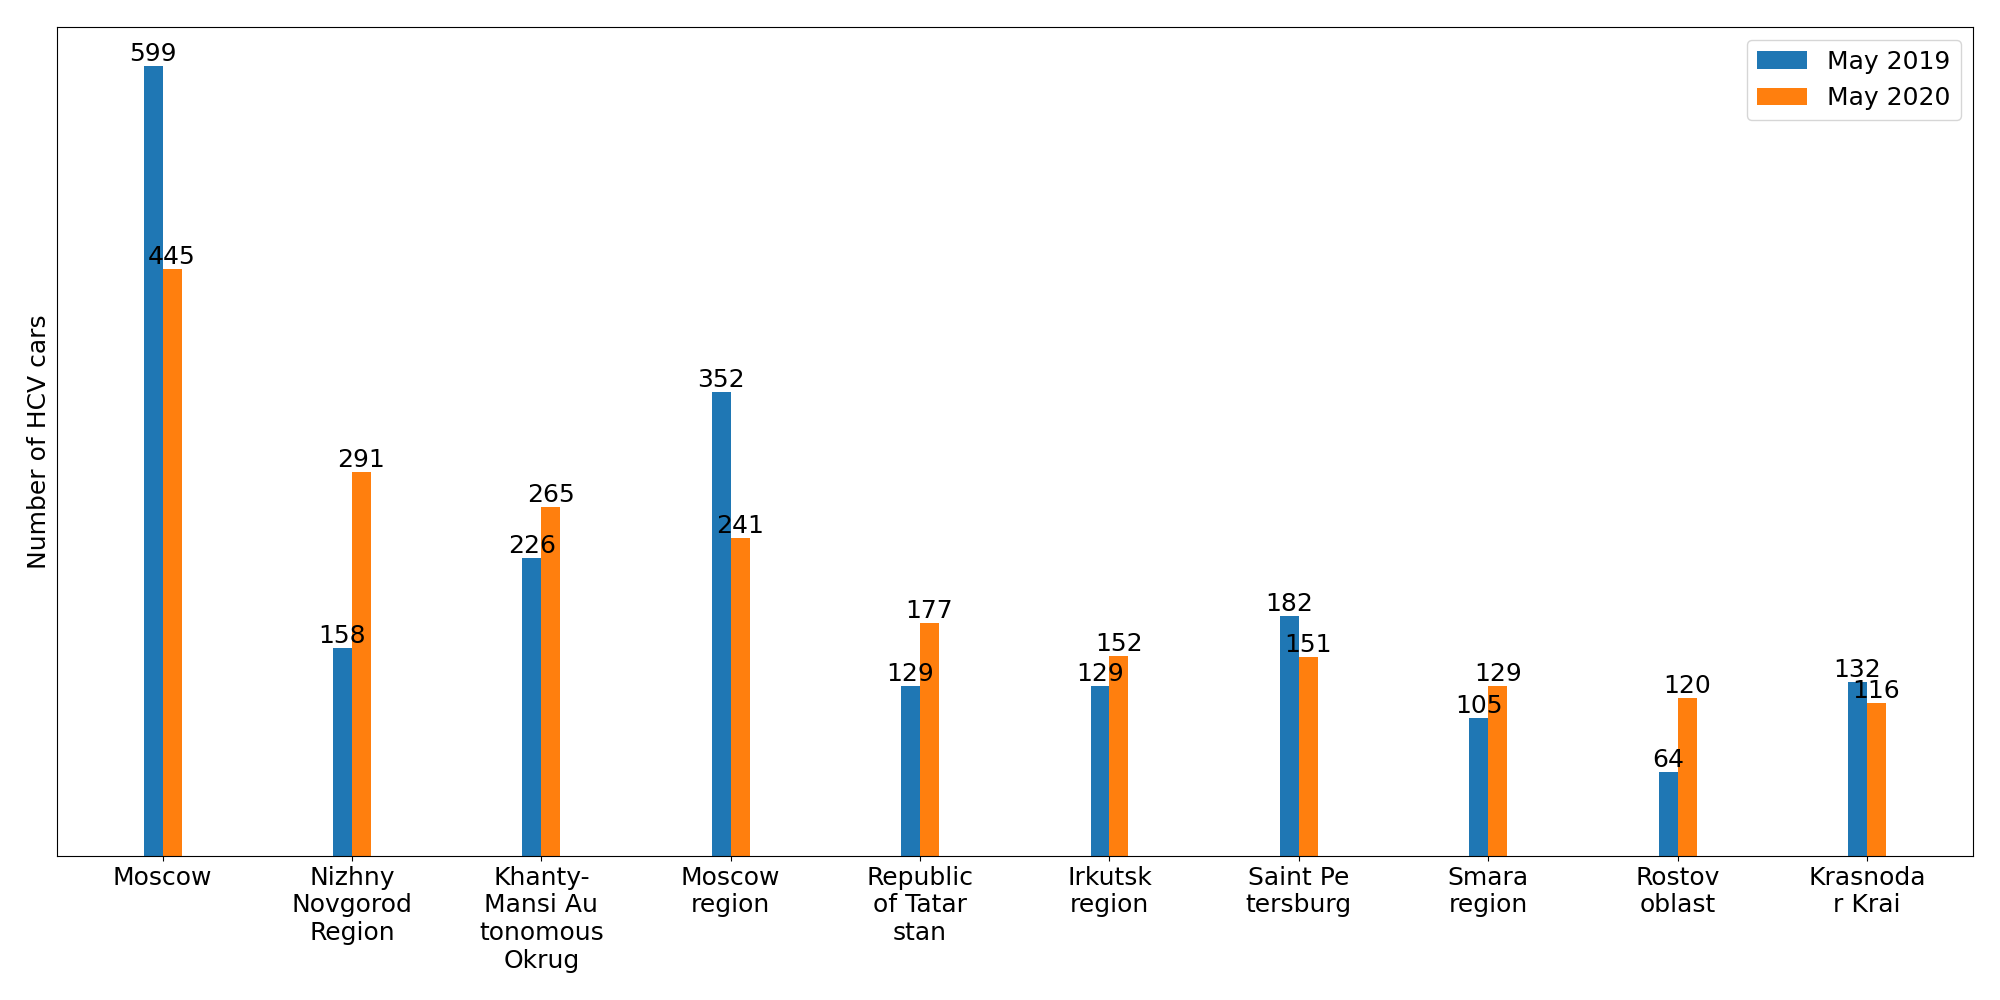 599
445
352
291
265
226
241
158
129
177
129
152
182
151
105
129
64
120
132
116
May 2019
May 2020
Number of HCV cars
Moscow
Nizhny
Novgorod
Region
Khanty-
Mansi Au
tonomous
Okrug
Moscow
region
Republic
of Tatar
stan
Irkutsk
region
Saint Pe
tersburg
Smara
region
Rostov
oblast
Krasnoda
r Krai